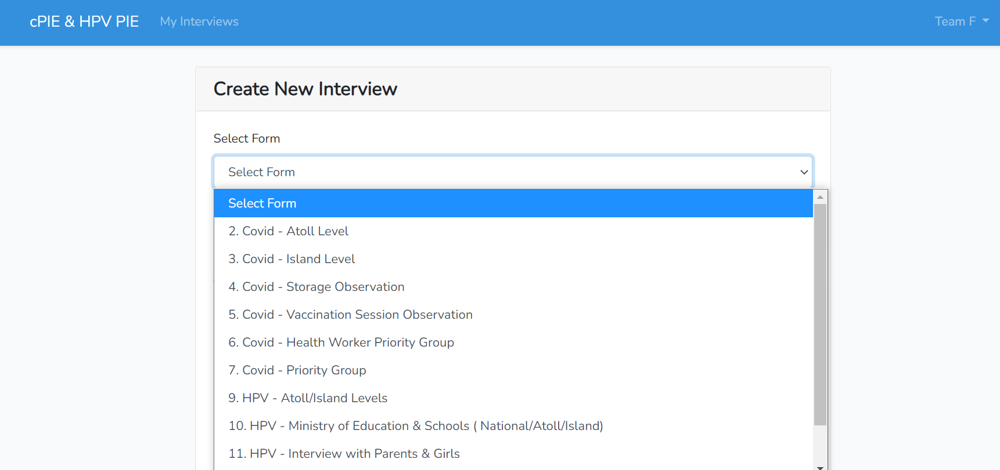 cPIE & HPV PIE My Interviews Team F
Create New Interview
Select Form
Select Form
Select Form
2. Covid - Atoll Level
3. Covid - Island Level
4. Covid - Storage Observation
5. Covid - Vaccination Session Observation
6. Covid - Health Worker Priority Group
7. Covid - Priority Group
9. HPV - Atoll/Island Levels
10. HPV - Ministry of Education & Schools ( National/Atoll/Island)
11. HPV - Interview with Parents & Girls